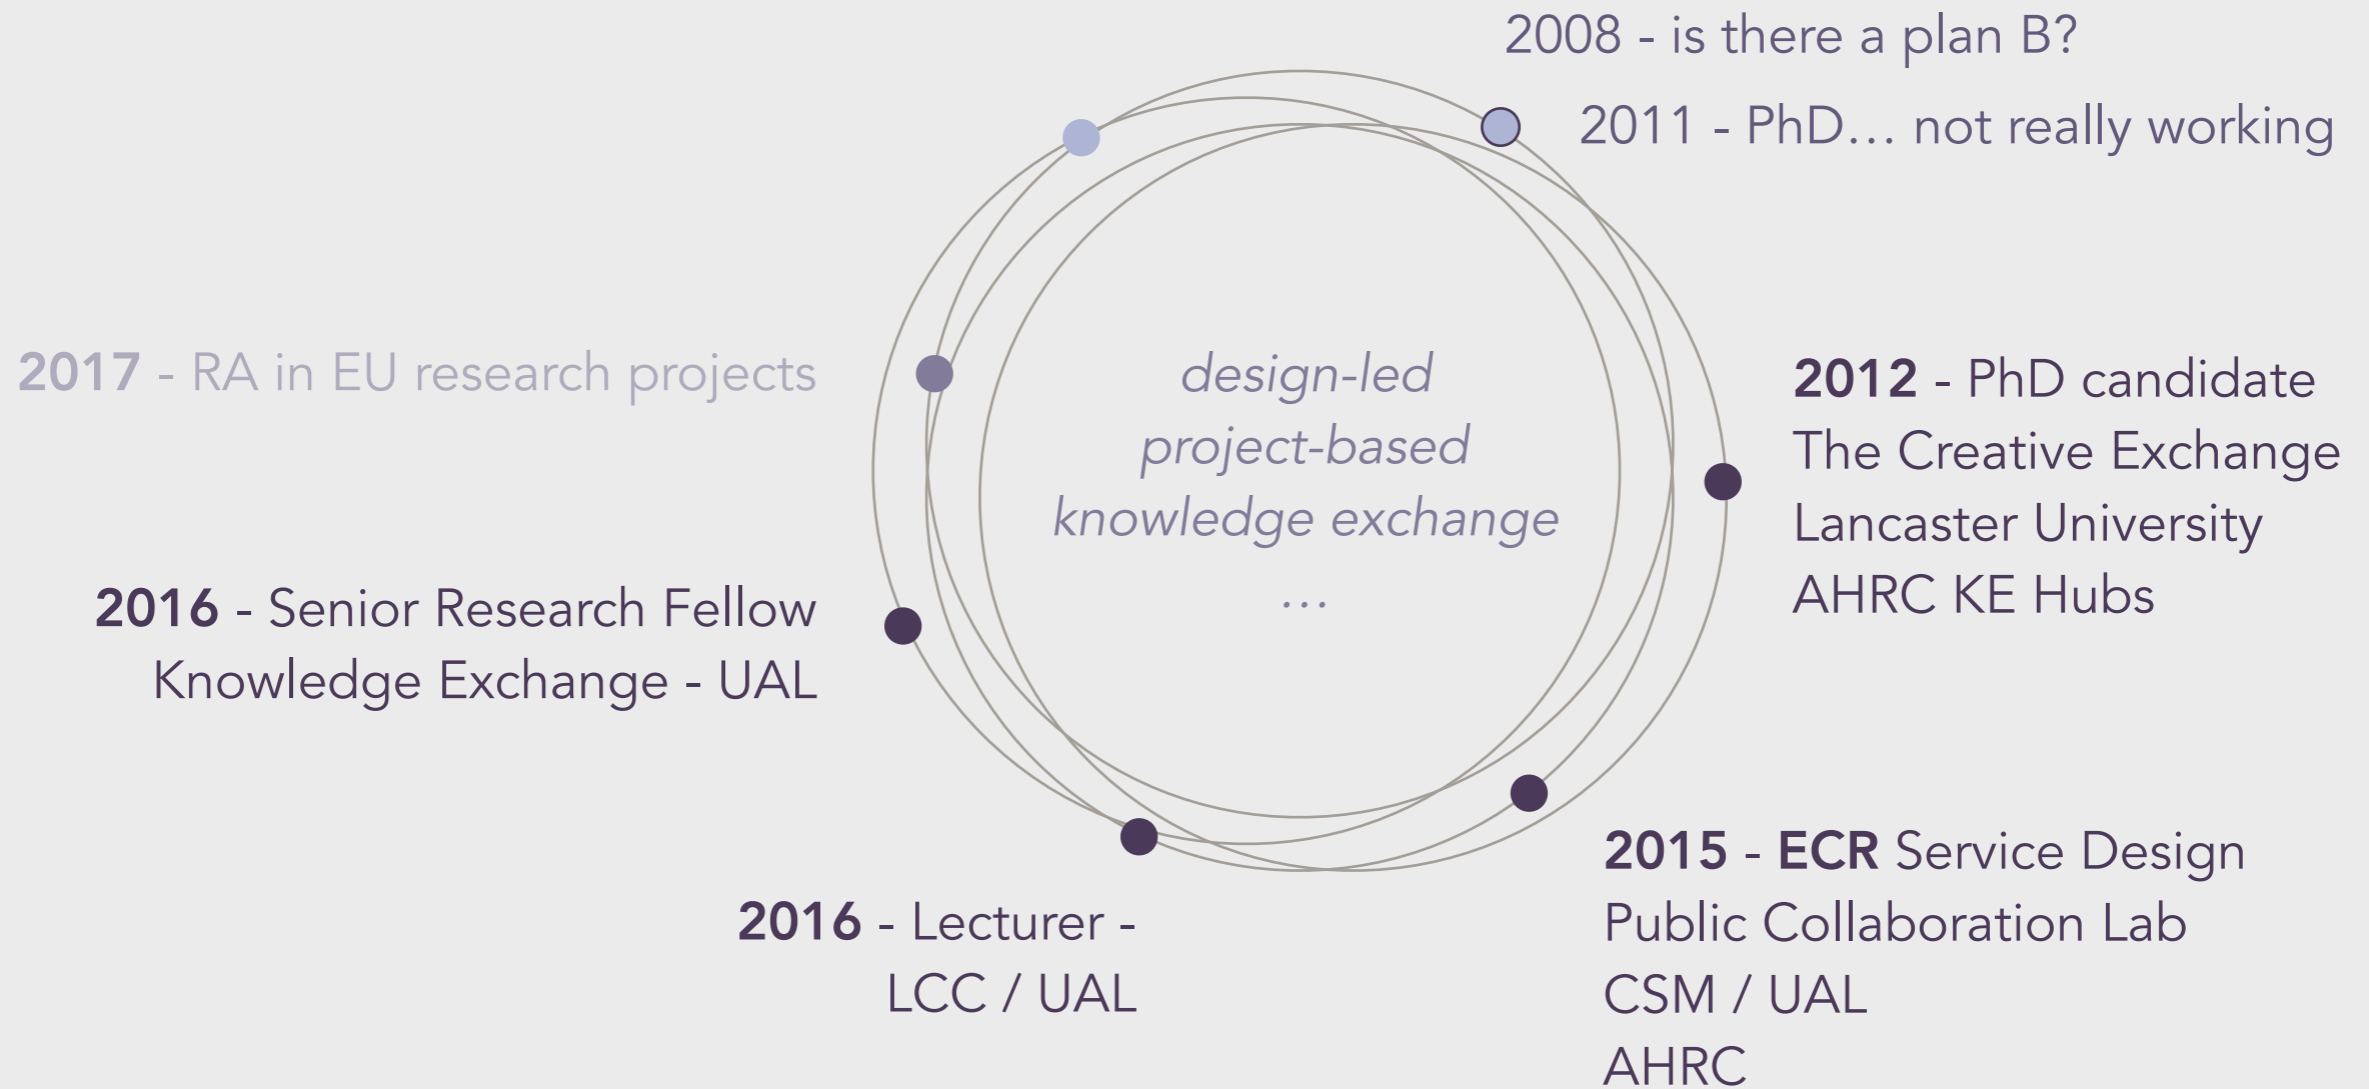 2008 - is there a plan B?
2011 - PhD… not really working
2012 - PhD candidate
The Creative Exchange
Lancaster University
AHRC KE Hubs
2015 - ECR Service Design
Public Collaboration Lab
CSM / UAL
AHRC
2016 - Lecturer -
LCC / UAL
2016 - Senior Research Fellow
Knowledge Exchange - UAL
2017 - RA in EU research projects
design-led
project-based
knowledge exchange
…